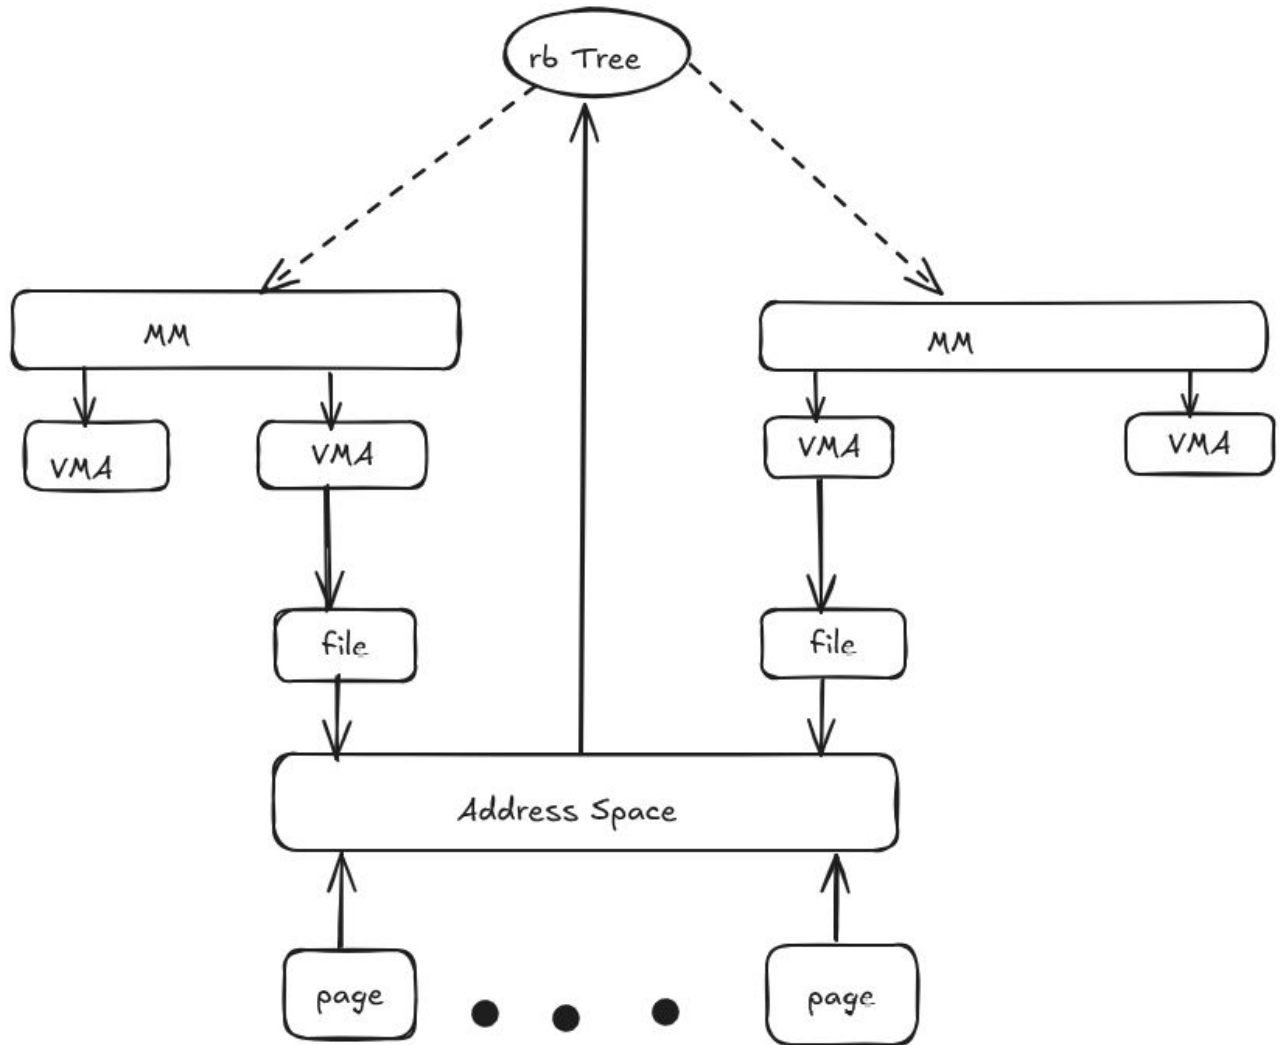 rb Tree
MM
MM
VMA
VMA
VMA
VMA
file
file
Address Space
page
page